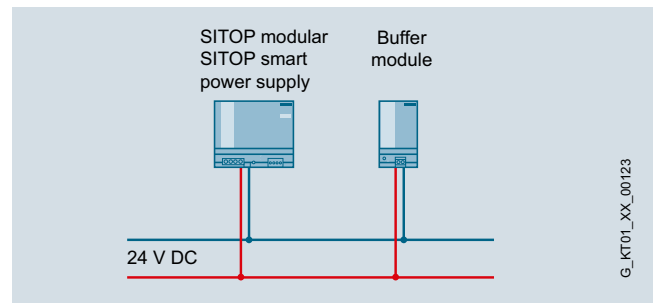 SITOP modular
SITOP smart
power supply
Buffer
module
24 V DC
G_KT01_XX_00123